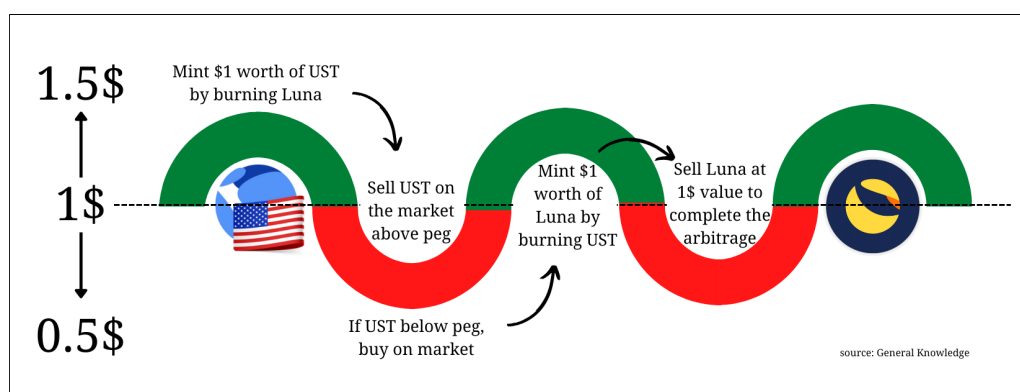 1.5$
1$
0.5$
Mint $1 worth of UST
by burning Luna
Sell UST on
the market
above peg
If UST below peg,
buy on market
Mint $1
worth of
Luna by
burning UST
Sell Luna at
1$ value to
complete the
arbitrage
source: General Knowledge